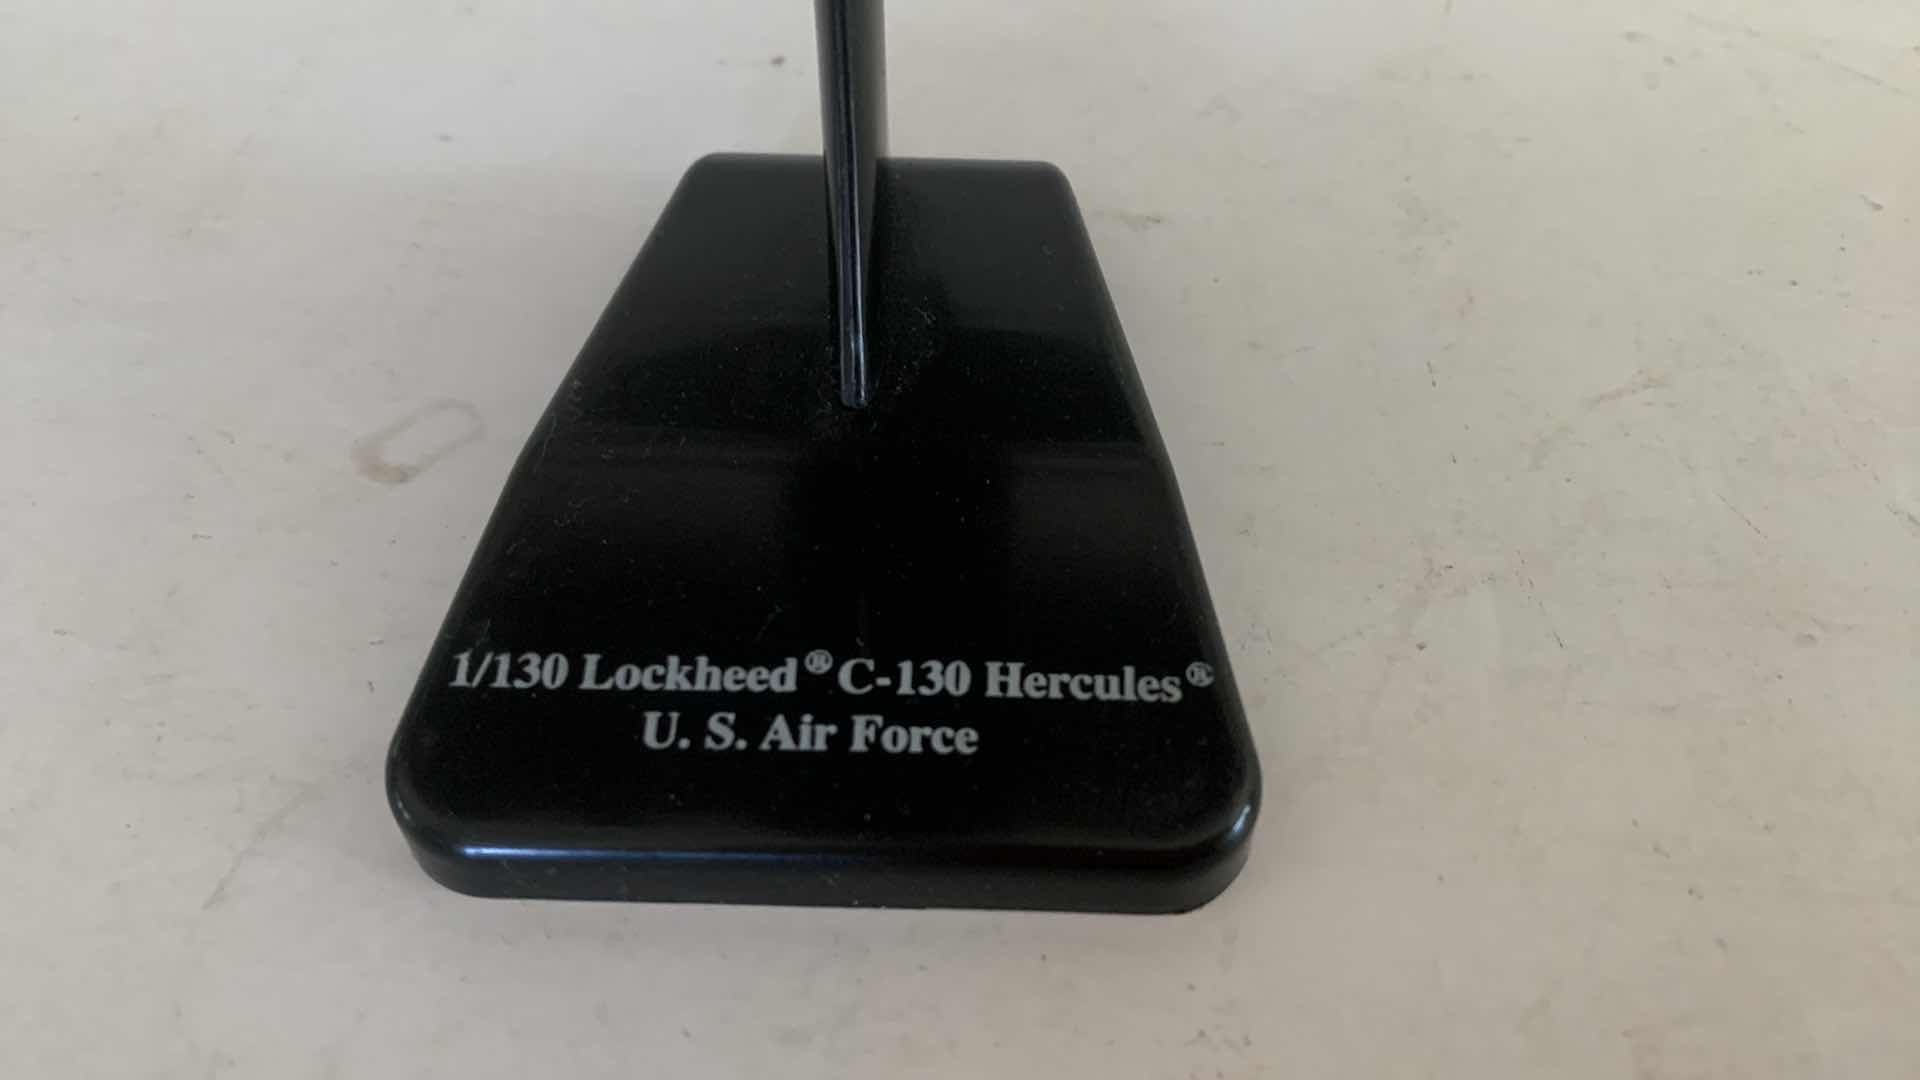 1/130 Lockheed® C-130 Hercules®
U. S. Air Force